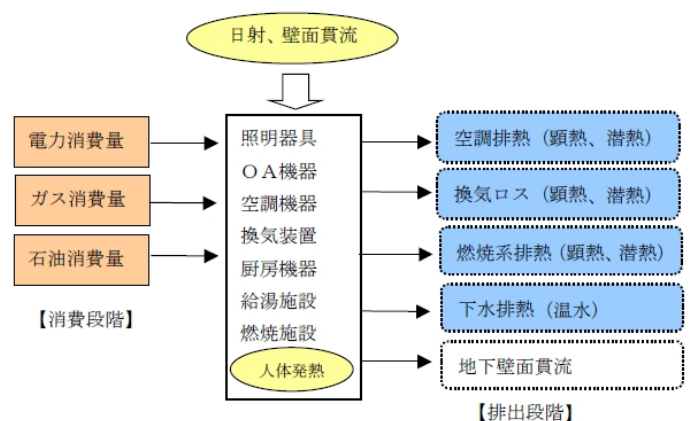 日射、壁面貫流
電力消費量
ガス消費量
石油消費量
【消費段階】
照明器具
ＯＡ機器
空調機器
換気装置
厨房機器
給湯施設
燃焼施設
人体発熱
空調排熱（顕熱、潜熱）
換気ロス（顕熱、潜熱）
燃焼系排熱（顕熱、潜熱）
下水排熱（温水）
地下壁面貫流
【排出段階】